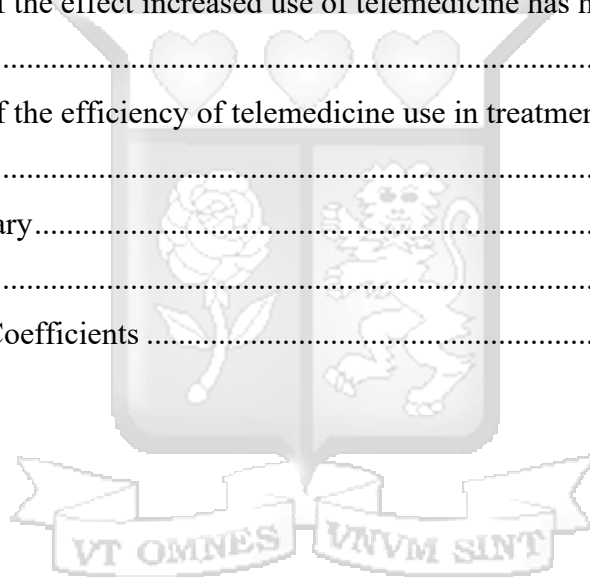 f the effect increased use of telemedicine has
..........................................................................................
f the efficiency of telemedicine use in
..........................................................................................
ary..........................................................................................
..........................................................................................
Coefficients ..........................................................................................
VT OMNES VNVM SINT